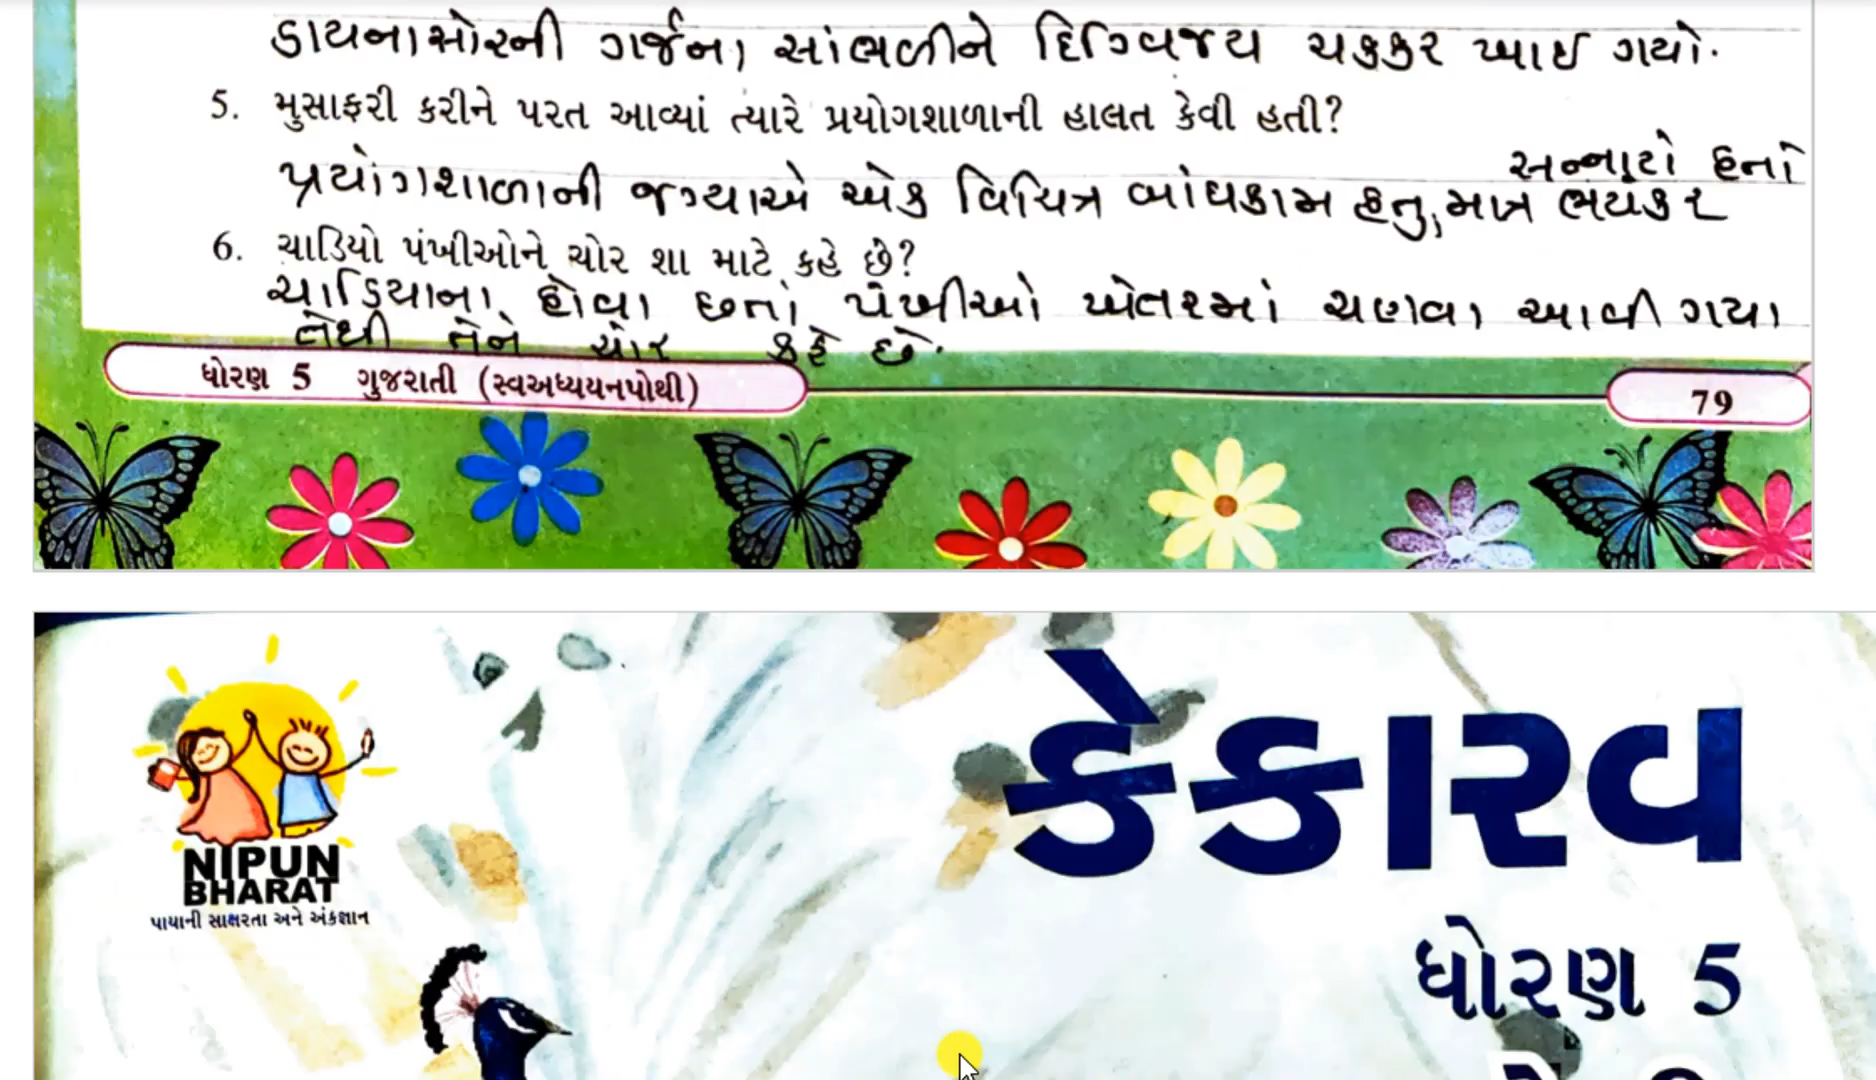 ડાયનાસોરની ગર્જના સાંભળીને દિગ્વિજય ચકકર ખાઈ ગયો.
5. મુસાફરી કરીને પરત આવ્યાં ત્યારે પ્રયોગશાળાની હાલત કેવી હતી?
સન્નાટો હતો
પ્રયોગશાળાની જગ્યાએ એક વિચિત્ર બાંધકામ હતુ, માત્ર ભયંકર
6. ચાડિયો પંખીઓને ચોર શા માટે કહે છે?
ચાડિયાના હોવા છતાં પંખીઓ ખેતરમાં ચણવા આવી ગયા
તેથી તેને ચોર કહે છે.
ધોરણ 5 ગુજરાતી (સ્વઅધ્યયનપોથી)
79
કેકારવ
NIPUN
BHARAT
પાયાની સાક્ષરતા અને અંકજ્ઞાન
ધોરણ 5